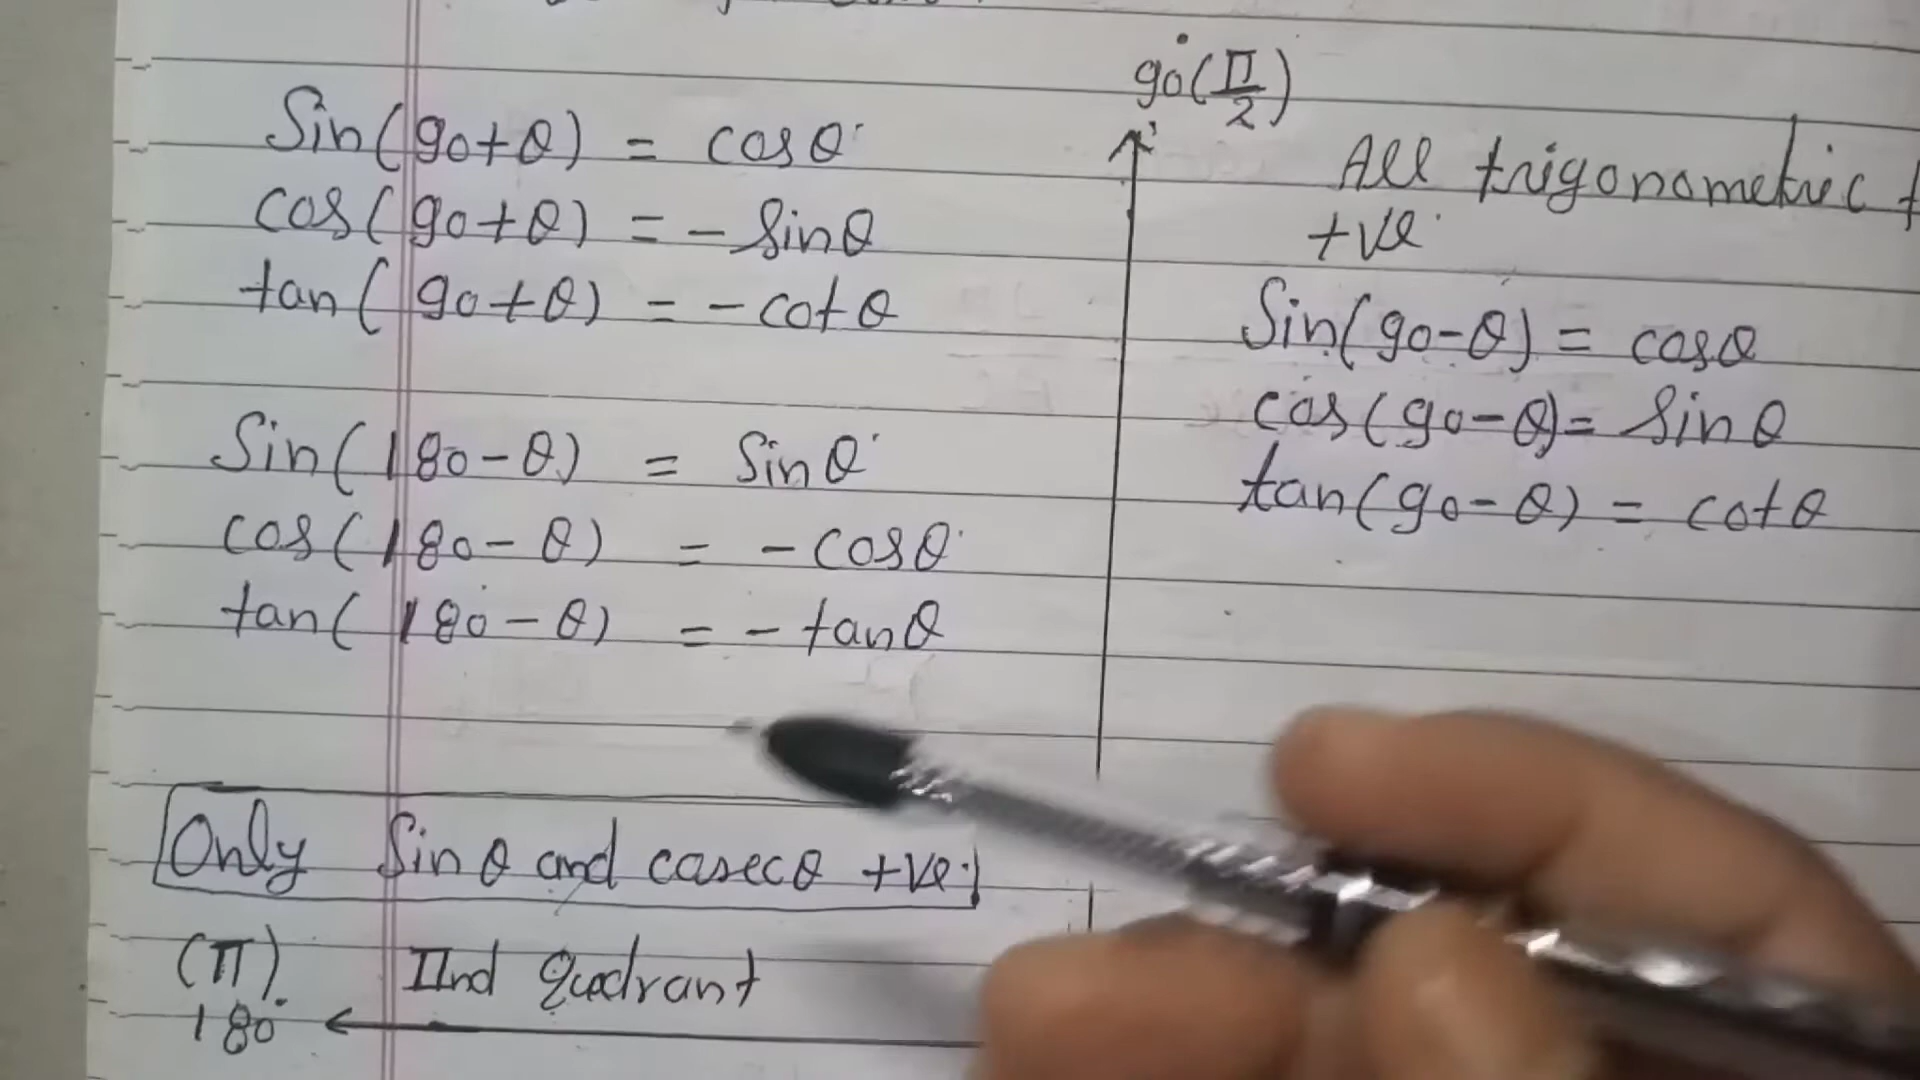 90°(π/2)
Sin(90+θ) = cosθ
cos(90+θ) = -Sinθ
tan(90+θ) = -cotθ
Sin(180-θ) = Sinθ
cos(180-θ) = -cosθ
tan(180-θ) = -tanθ
Only Sinθ and casecθ +ve
(π) IInd Quadrant
180°
All trigonometric
+ve
Sin(90-θ) = cosθ
cos(90-θ) = Sinθ
tan(90-θ) = cotθ